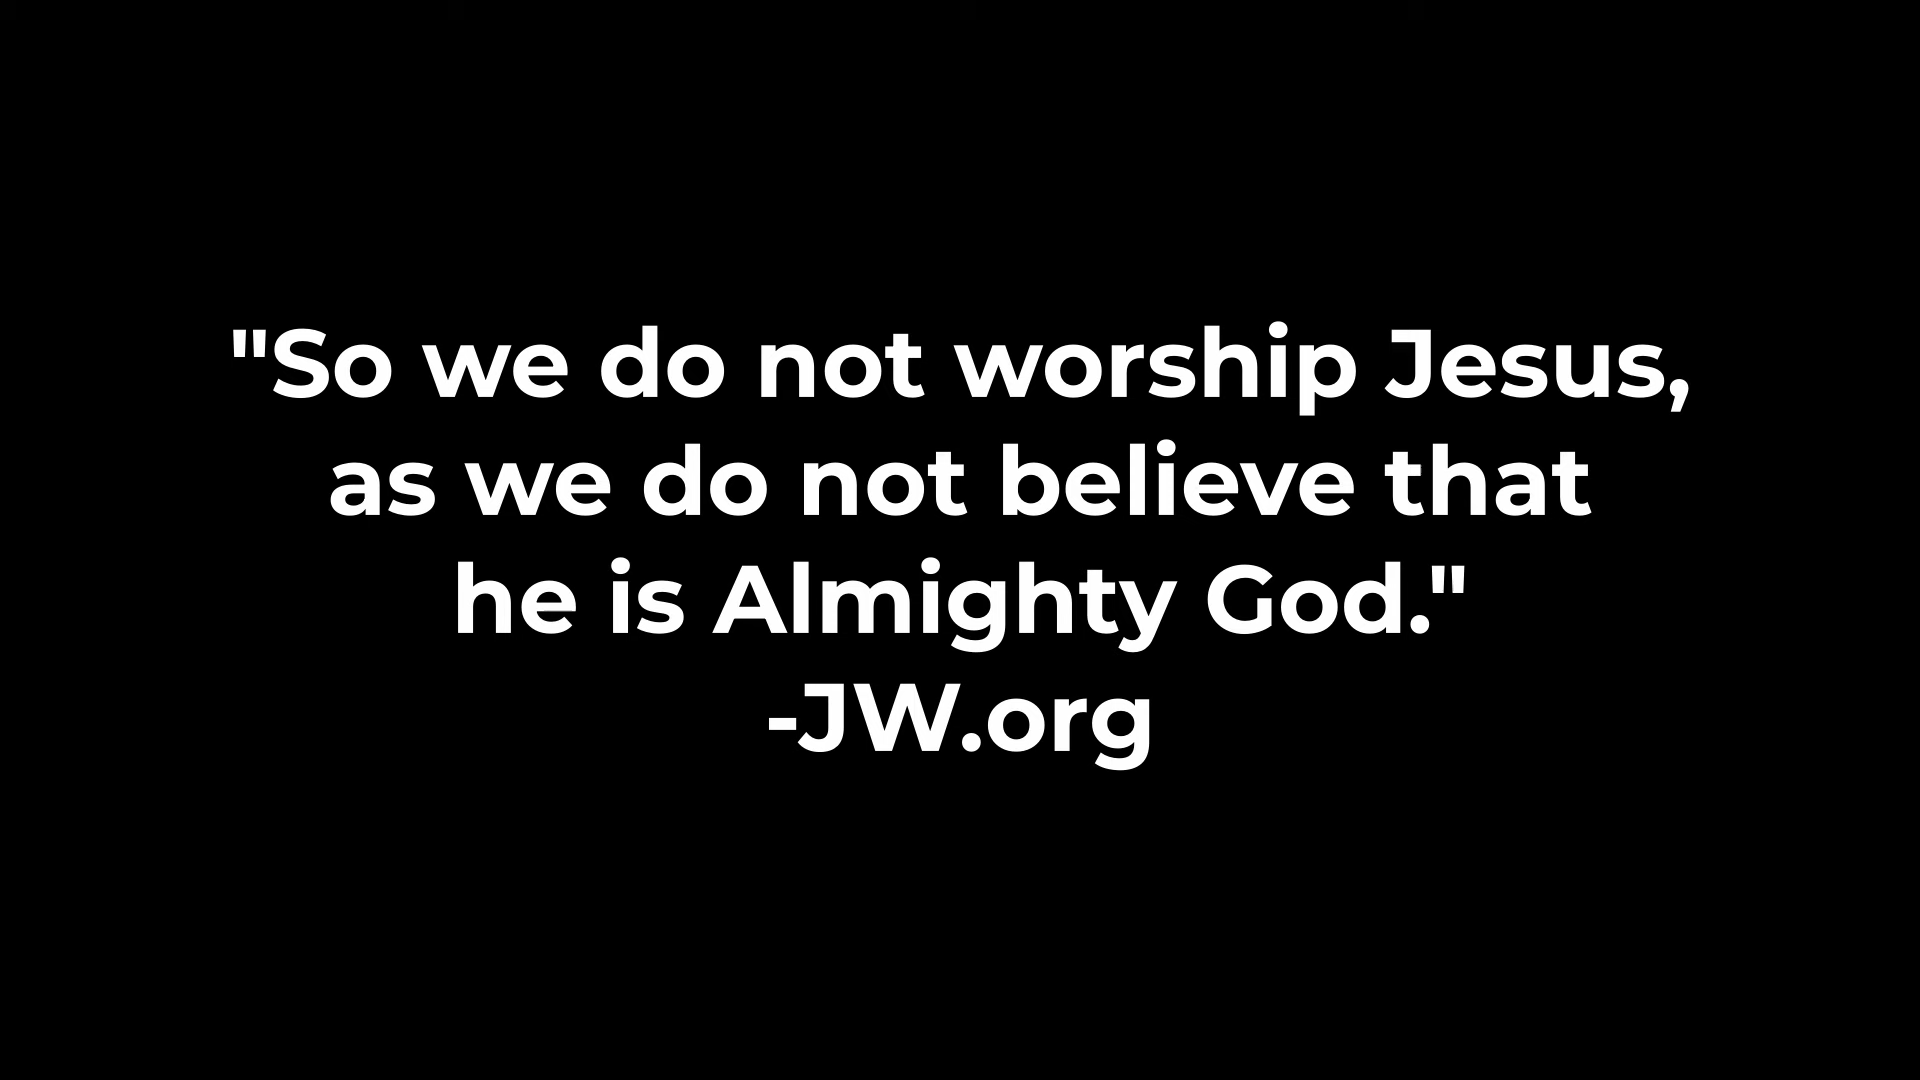 "So we do not worship Jesus,
as we do not believe that
he is Almighty God."
-JW.org